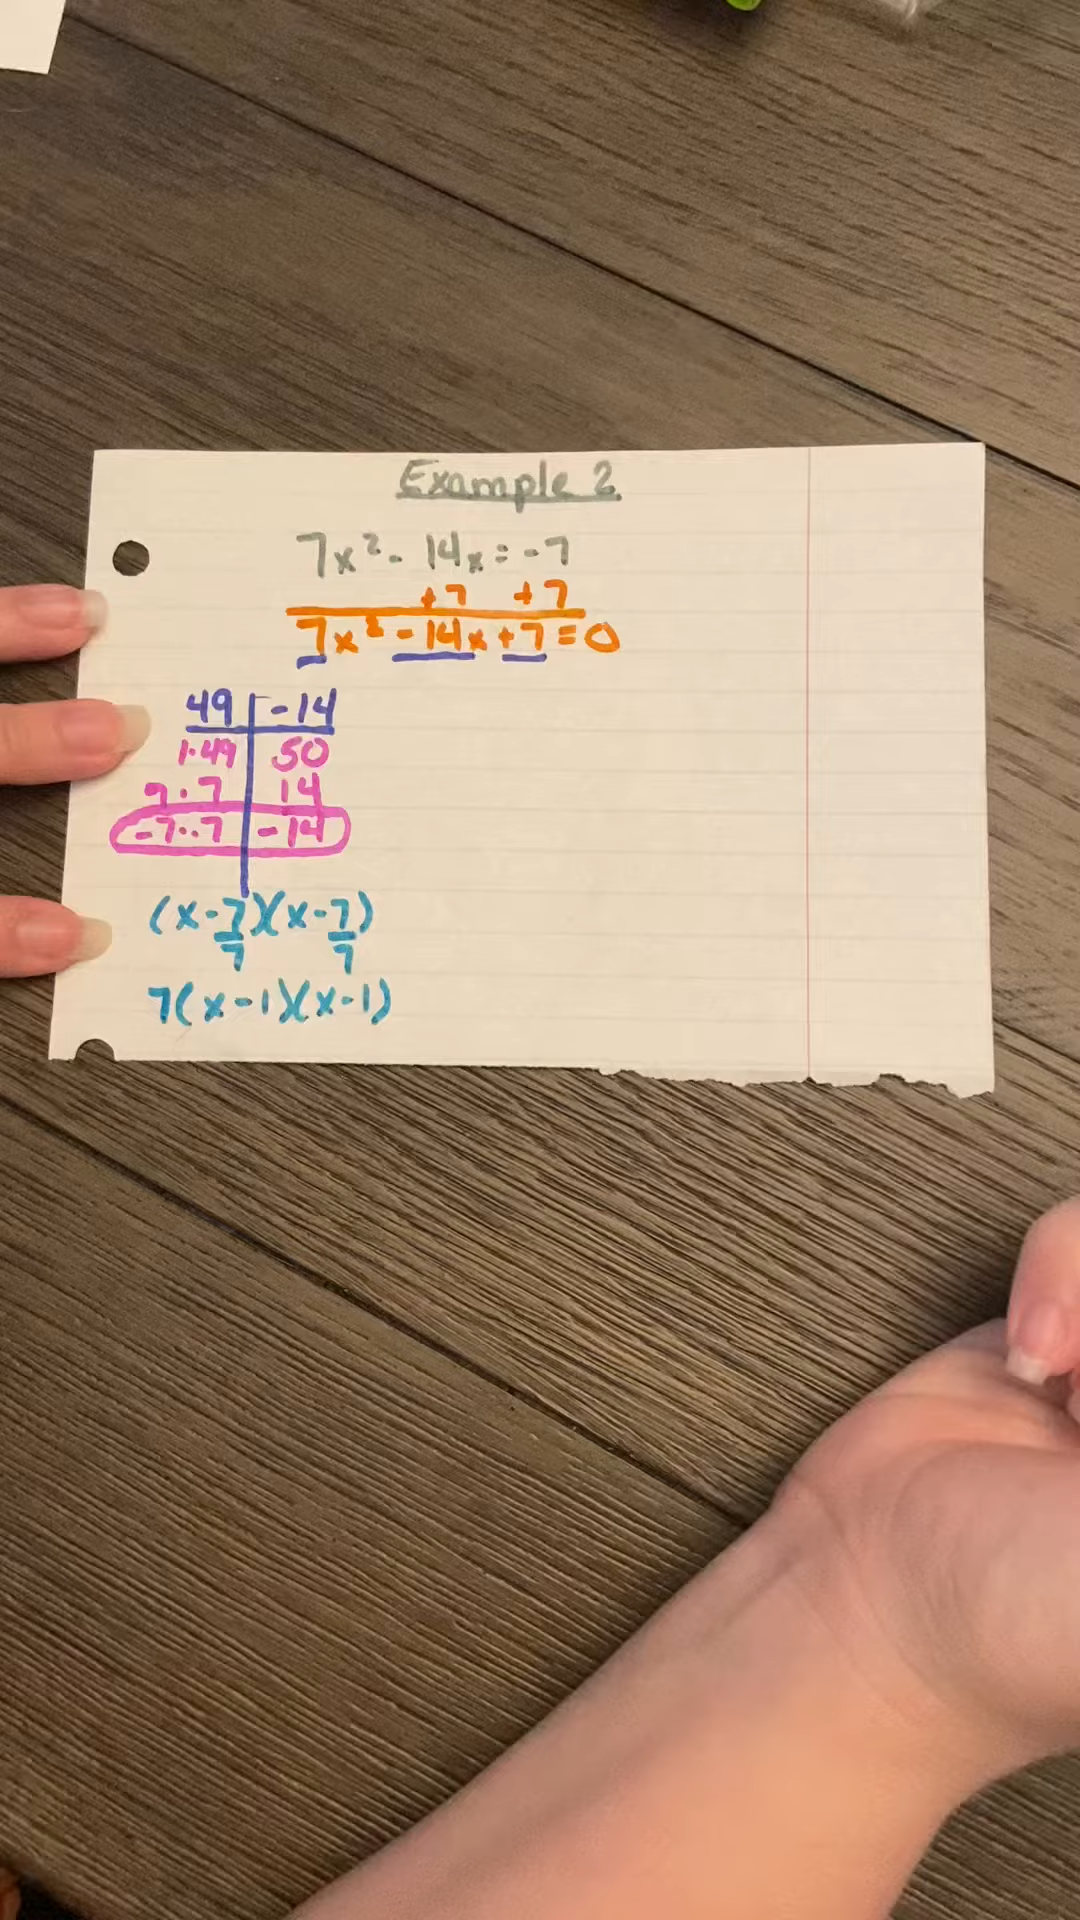 Example 2
7x² - 14x = -7
+7 +7
7x² - 14x + 7 = 0
49 -14
1·49 50
7·7 14
-7·-7 -14
(x - 7/7)(x - 7/7)
7(x - 1)(x - 1)